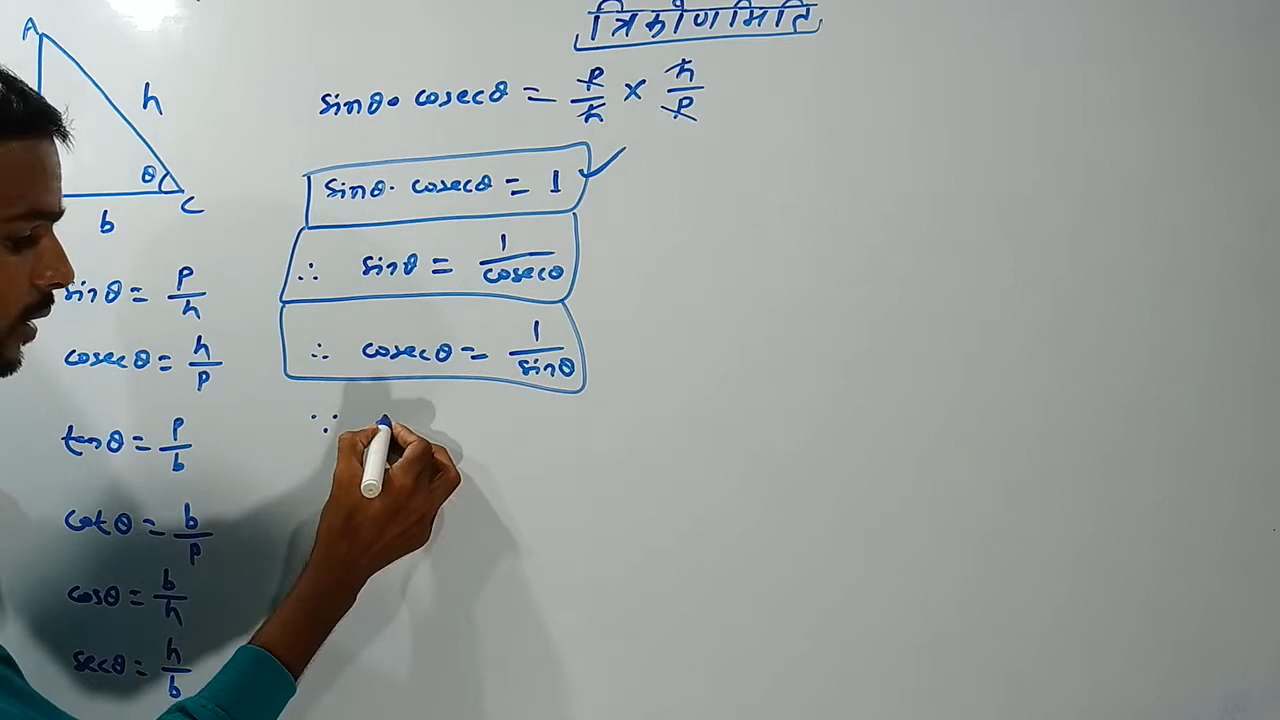 त्रिकोणमिति
A
h
θ
C
b
sinθ = p/h
cosecθ = h/p
tanθ = p/b
cotθ = b/p
cosθ = b/h
secθ = h/b
sinθ · cosecθ = p/h × h/p
sinθ · cosecθ = 1 ✓
∴ sinθ = 1/cosecθ
∴ cosecθ = 1/sinθ
∵